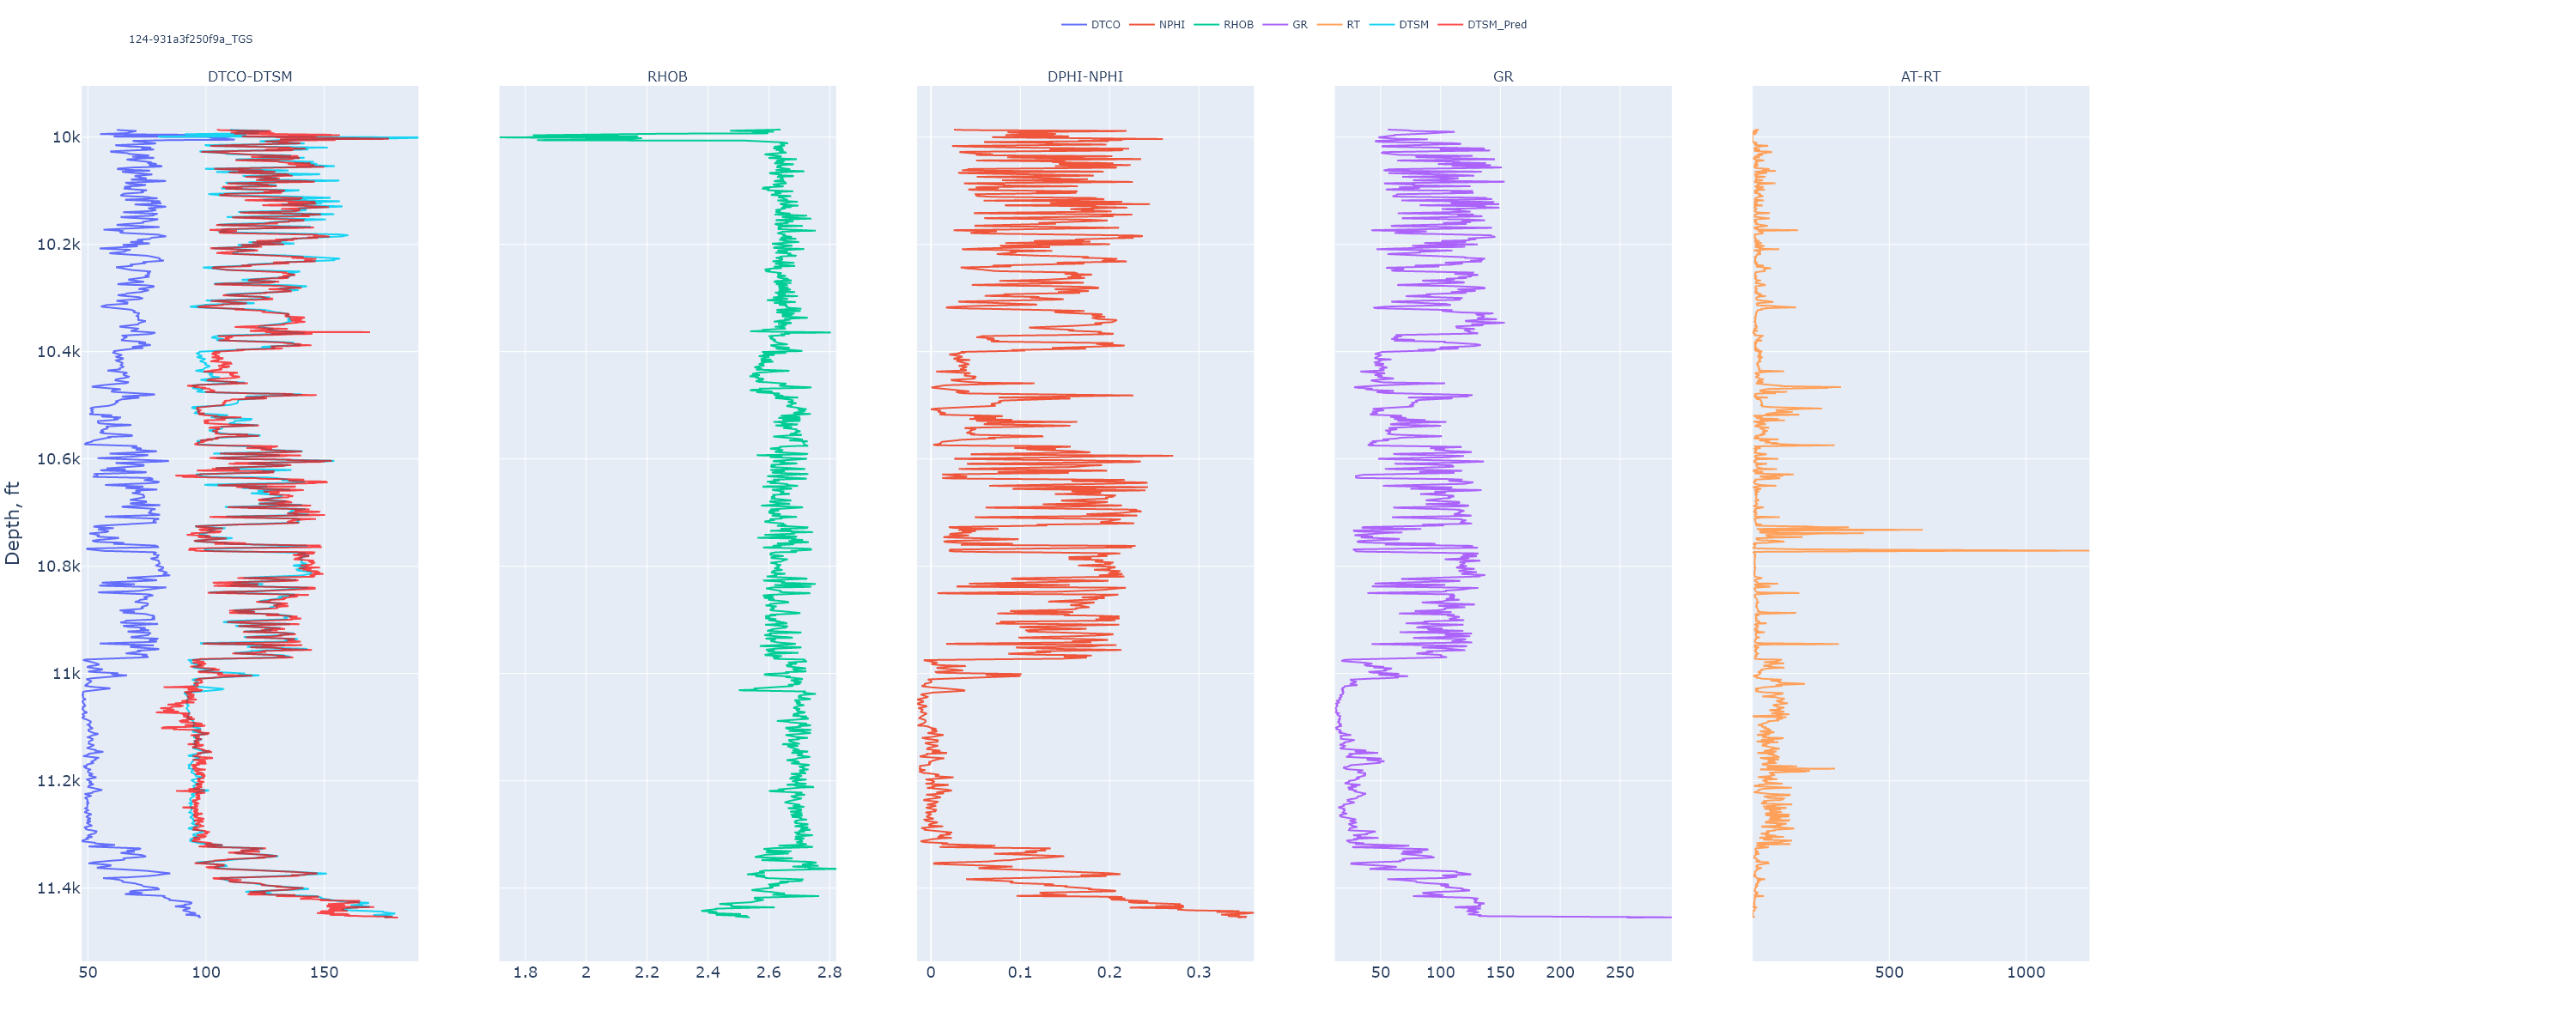 DTCO NPHI RHOB GR RT DTSM DTSM_Pred
124-931a3f250f9a_TGS
DTCO-DTSM RHOB DPHI-NPHI GR AT-RT
Depth, ft
10k
10.2k
10.4k
10.6k
10.8k
11k
11.2k
11.4k
50 100 150 1.8 2 2.2 2.4 2.6 2.8 0 0.1 0.2 0.3 50 100 150 200 250 500 1000